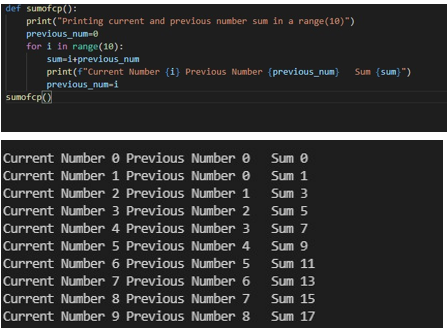 def sumofcp():
    print("Printing current and previous number sum in a range(10)")
    previous_num=0
    for i in range(10):
        sum=i+previous_num
        print(f"Current Number {i} Previous Number {previous_num}   Sum {sum}")
        previous_num=i
sumofcp()
Current Number 0 Previous Number 0   Sum 0
Current Number 1 Previous Number 0   Sum 1
Current Number 2 Previous Number 1   Sum 3
Current Number 3 Previous Number 2   Sum 5
Current Number 4 Previous Number 3   Sum 7
Current Number 5 Previous Number 4   Sum 9
Current Number 6 Previous Number 5   Sum 11
Current Number 7 Previous Number 6   Sum 13
Current Number 8 Previous Number 7   Sum 15
Current Number 9 Previous Number 8   Sum 17